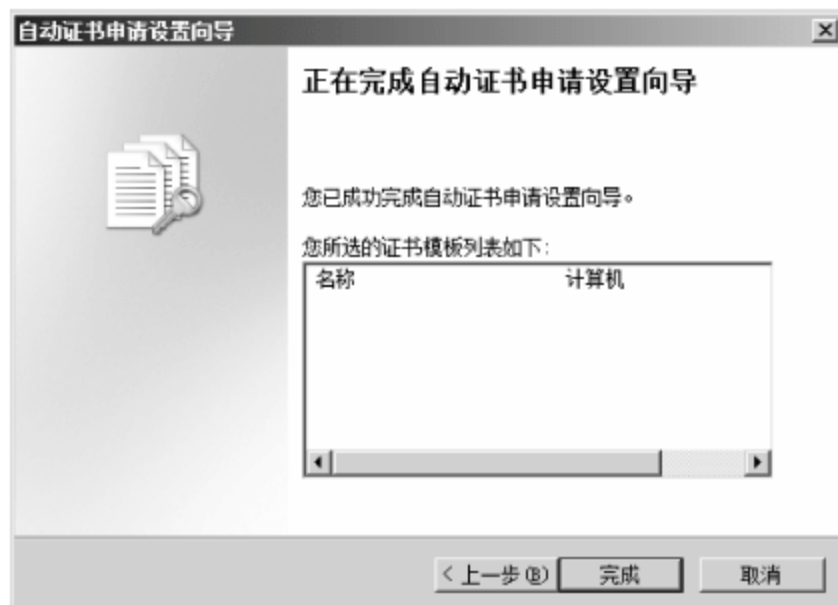 自动证书申请设置向导
正在完成自动证书申请设置向导
您已成功完成自动证书申请设置向导。
您所选的证书模板列表如下:
名称 计算机
< 上一步(B) 完成 取消